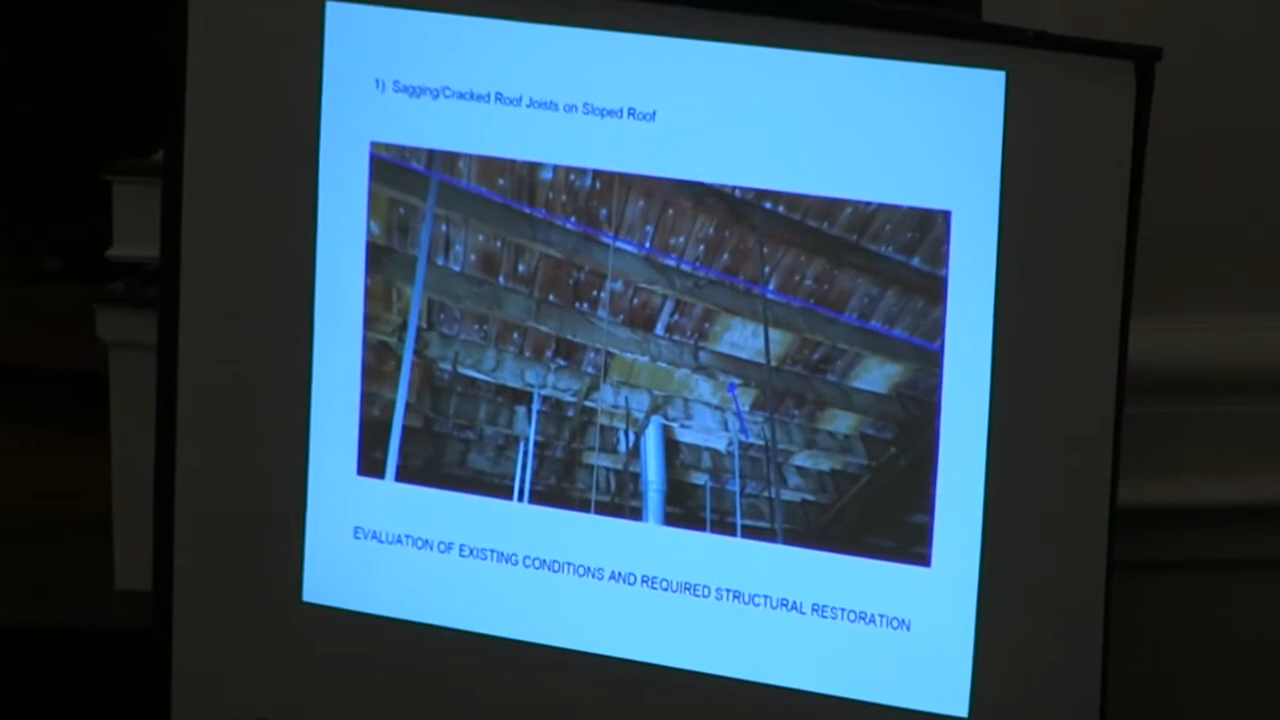 1) Sagging/Cracked Roof Joists on Sloped Roof
EVALUATION OF EXISTING CONDITIONS AND REQUIRED STRUCTURAL RESTORATION